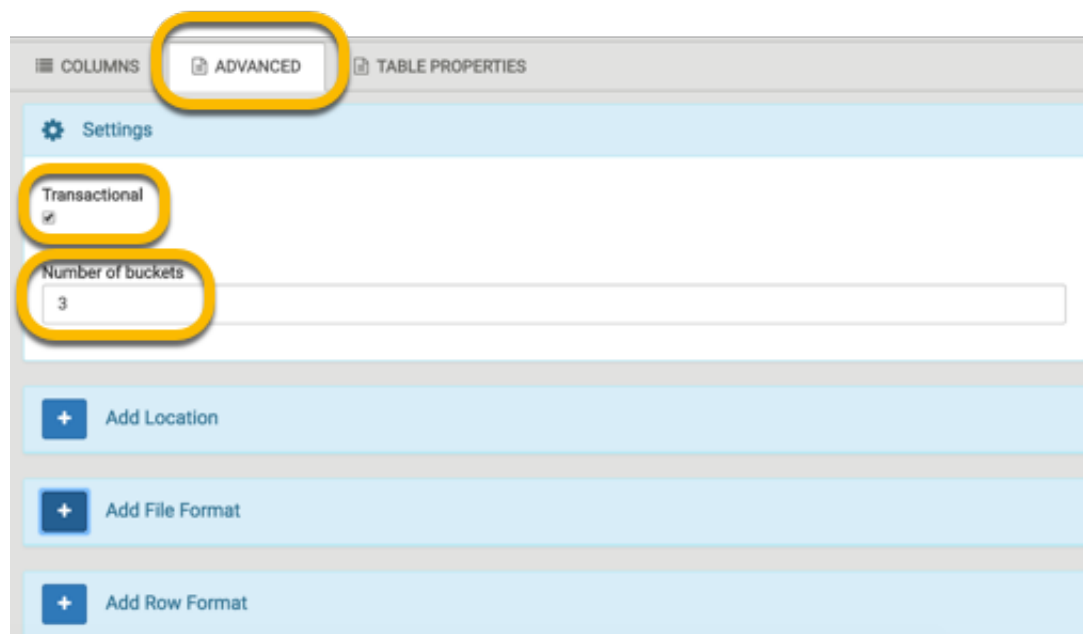 COLUMNS ADVANCED TABLE PROPERTIES
Settings
Transactional
Number of buckets
3
Add Location
Add File Format
Add Row Format